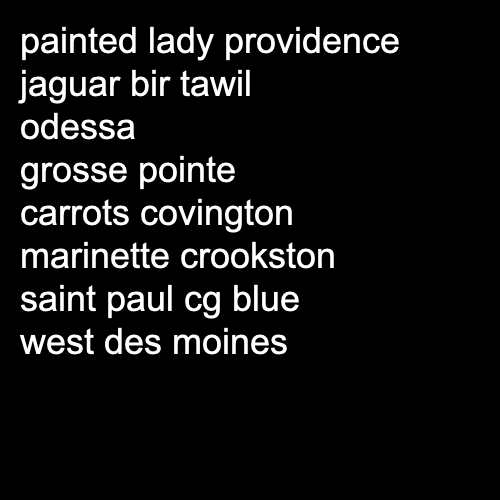 painted lady providence
jaguar bir tawil
odessa
grosse pointe
carrots covington
marinette crookston
saint paul cg blue
west des moines